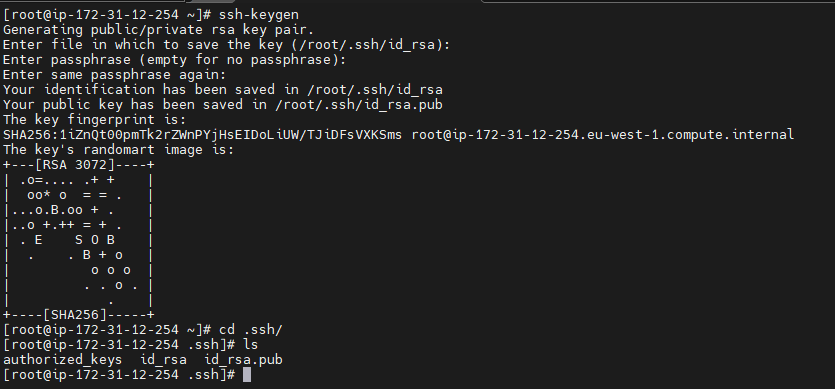 [root@ip-172-31-12-254 ~]# ssh-keygen
Generating public/private rsa key pair.
Enter file in which to save the key (/root/.ssh/id_rsa):
Enter passphrase (empty for no passphrase):
Enter same passphrase again:
Your identification has been saved in /root/.ssh/id_rsa
Your public key has been saved in /root/.ssh/id_rsa.pub
The key fingerprint is:
SHA256:1iZnQt00pmTk2rZWnPYjHsEIDoLiUW/TJiDFsVXKSms root@ip-172-31-12-254.eu-west-1.compute.internal
The key's randomart image is:
+---[RSA 3072]----+
| .o=.... .+ +    |
|  oo* o  = = .   |
|...o.B.oo + .    |
|..o +.++ = + .   |
| . E    S O B    |
|  .    . B + o   |
|          o o o  |
|         . . o . |
|            .    |
+----[SHA256]-----+
[root@ip-172-31-12-254 ~]# cd .ssh/
[root@ip-172-31-12-254 .ssh]# ls
authorized_keys  id_rsa  id_rsa.pub
[root@ip-172-31-12-254 .ssh]#